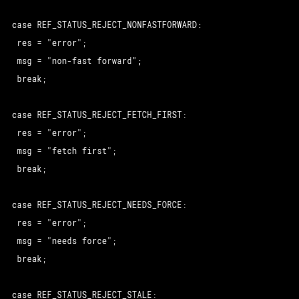 case REF_STATUS_REJECT_NONFASTFORWARD:
res = "error";
msg = "non-fast forward";
break;
case REF_STATUS_REJECT_FETCH_FIRST:
res = "error";
msg = "fetch first";
break;
case REF_STATUS_REJECT_NEEDS_FORCE:
res = "error";
msg = "needs force";
break;
case REF_STATUS_REJECT_STALE: